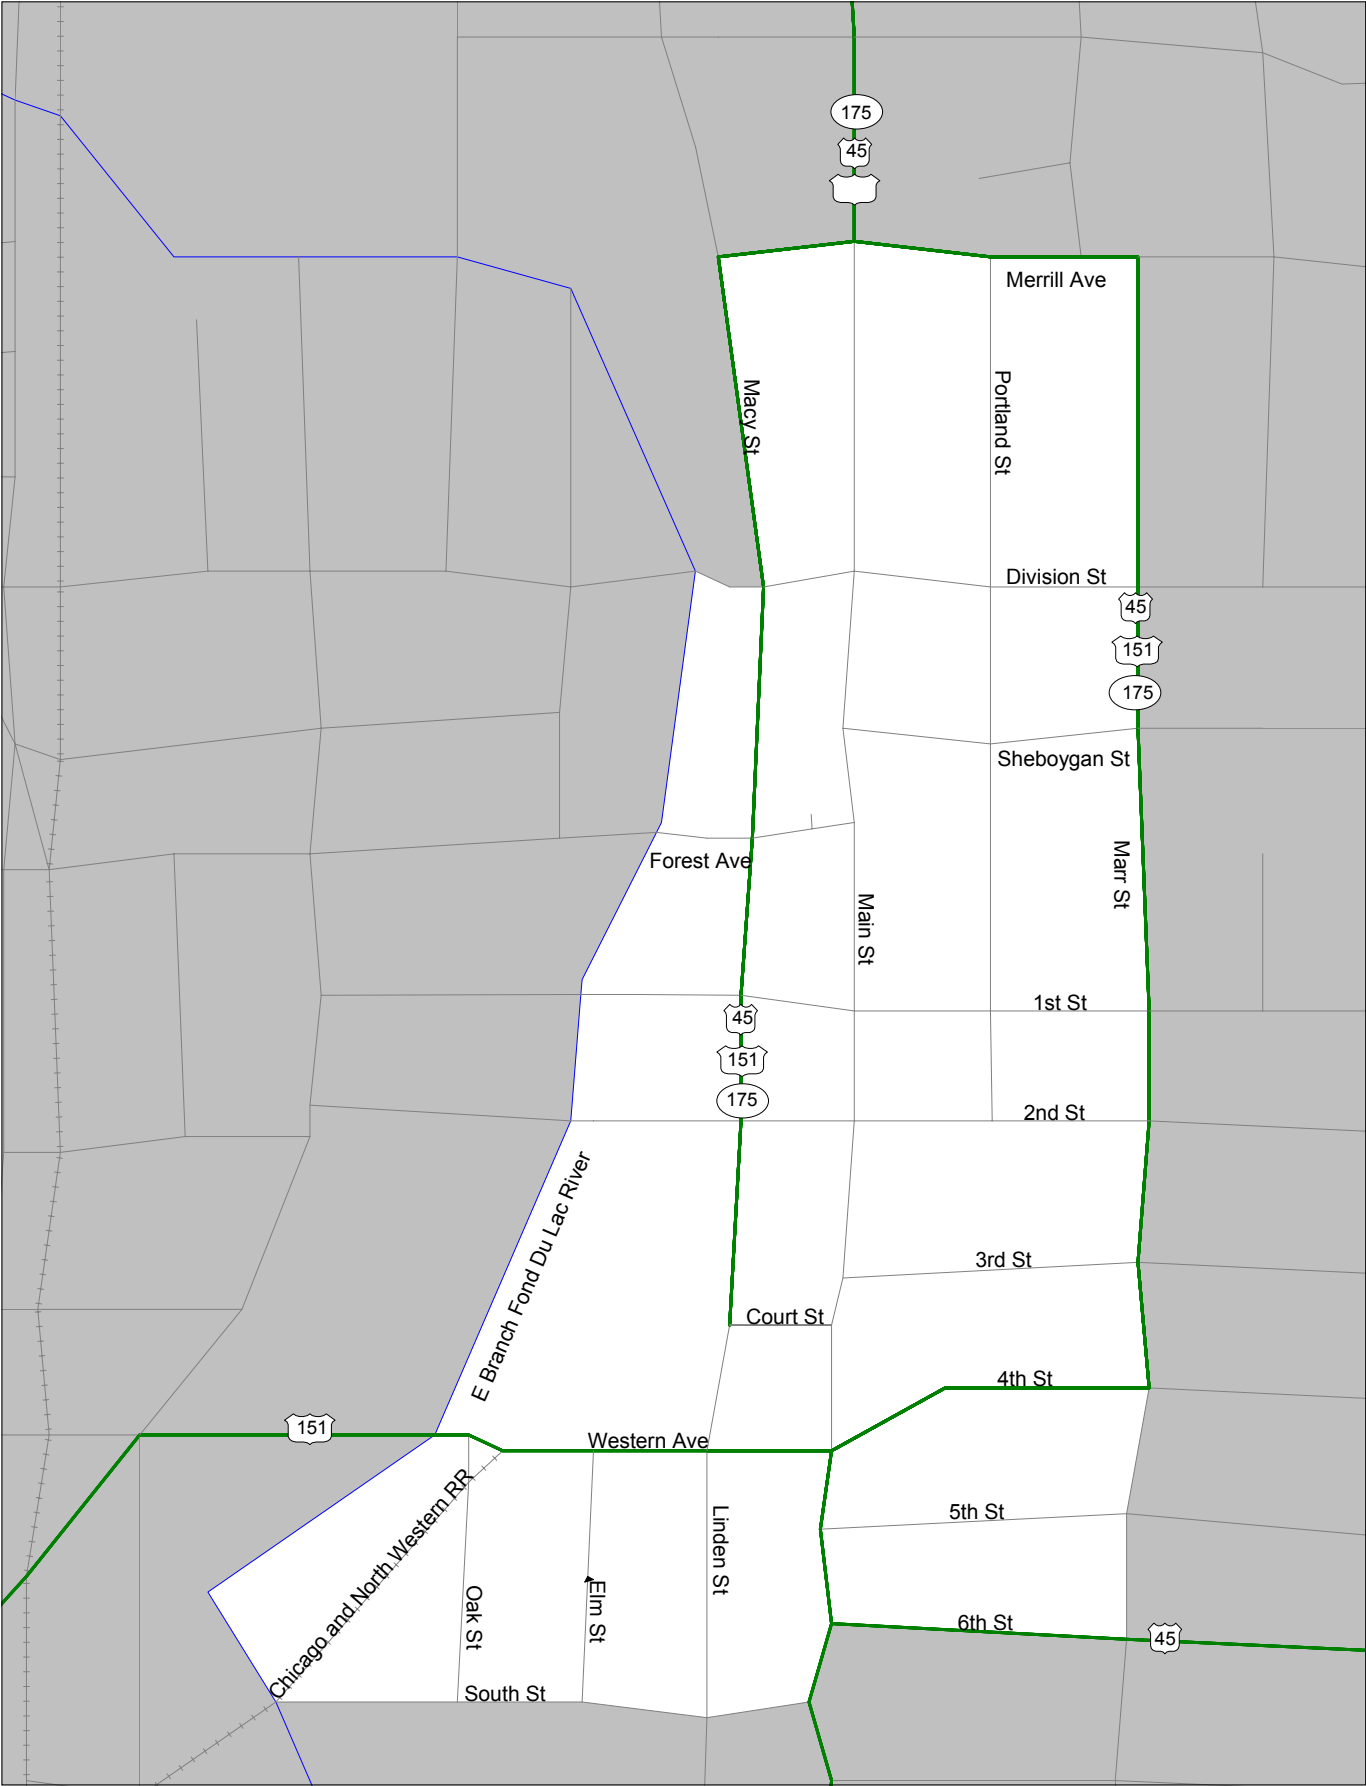 175
45
Merrill Ave
Macy St
Portland St
Division St
45
151
175
Sheboygan St
Forest Ave
Marr St
Main St
1st St
45
151
175
2nd St
E Branch Fond Du Lac River
3rd St
Court St
4th St
151
Western Ave
Chicago and North Western RR
Linden St
5th St
Oak St
Elm St
6th St
45
South St